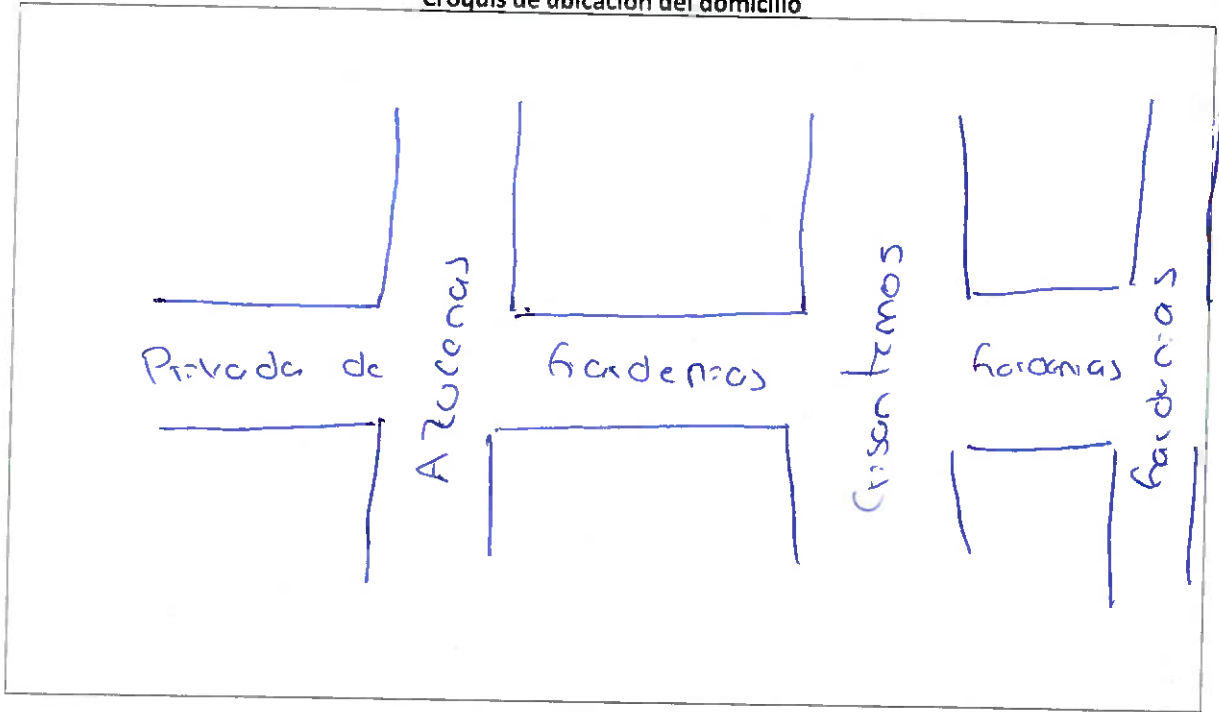 Croquis de ubicación del domicilio
Privada de
Azucenas
Gardenias
Crisantemos
Gardenias
Gardenias